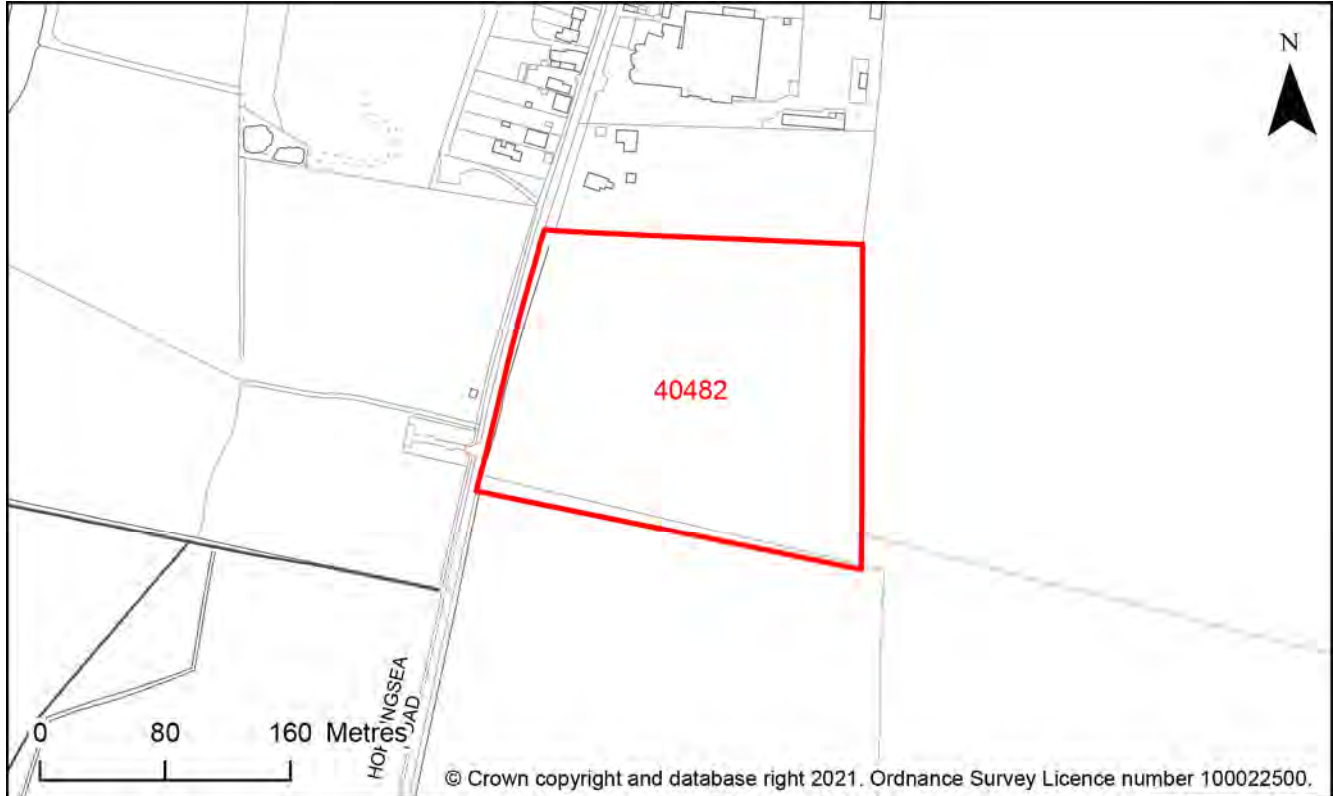 N
40482
0 80 160 Metres
© Crown copyright and database right 2021. Ordnance Survey Licence number 100022500.